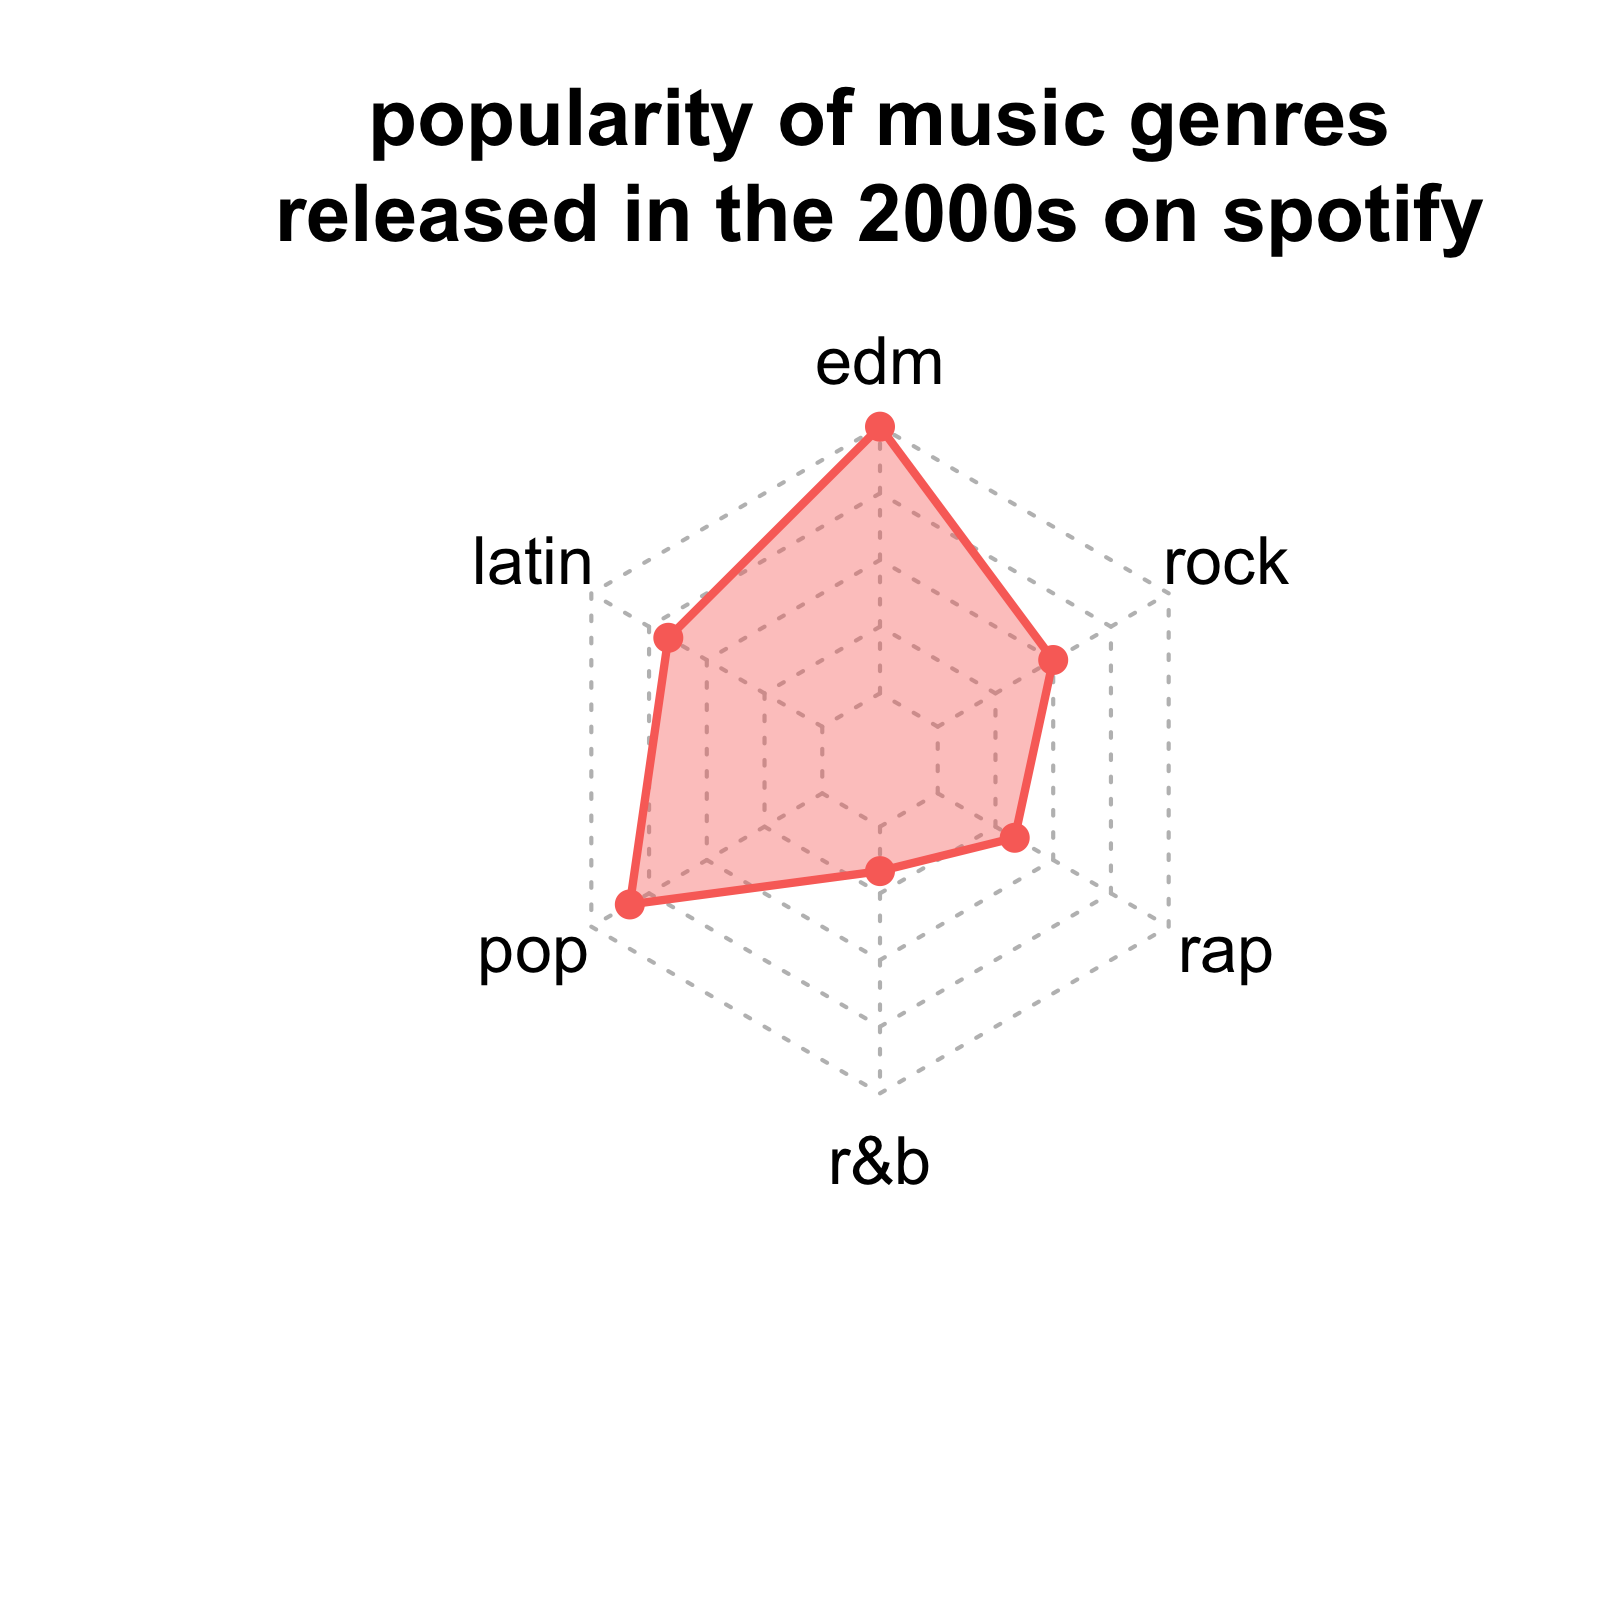 popularity of music genres
released in the 2000s on spotify
edm
latin
rock
pop
rap
r&b